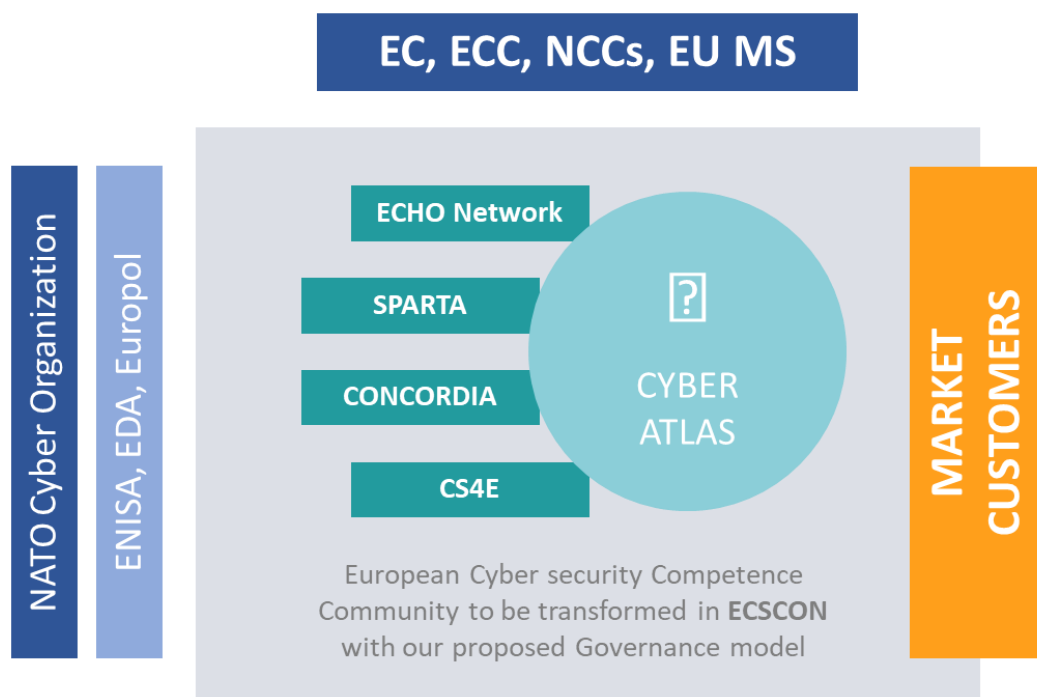 EC, ECC, NCCs, EU MS
NATO Cyber Organization
ENISA, EDA, Europol
ECHO Network
SPARTA
CONCORDIA
CS4E
?
CYBER
ATLAS
MARKET
CUSTOMERS
European Cyber security Competence
Community to be transformed in ECSCON
with our proposed Governance model